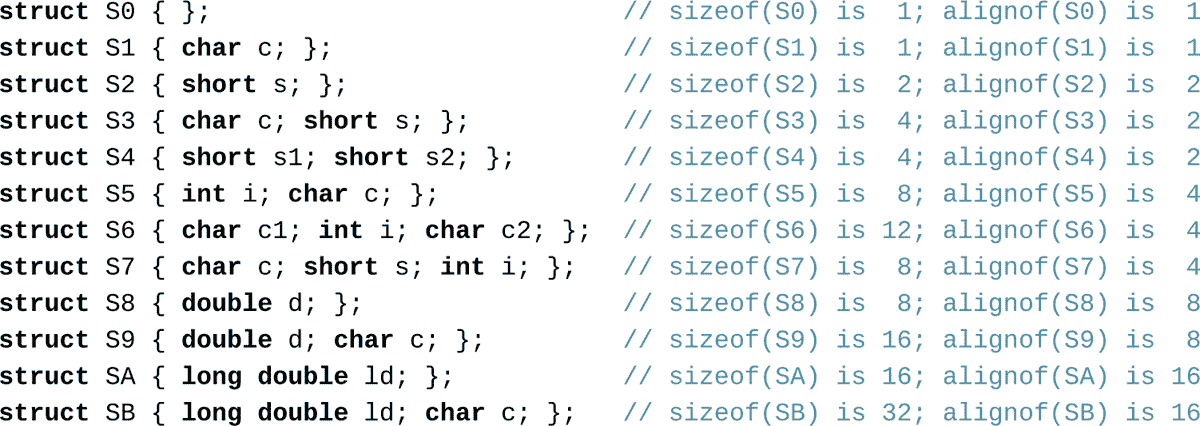 struct S0 { };                           // sizeof(S0) is  1; alignof(S0) is  1
struct S1 { char c; };                   // sizeof(S1) is  1; alignof(S1) is  1
struct S2 { short s; };                  // sizeof(S2) is  2; alignof(S2) is  2
struct S3 { char c; short s; };          // sizeof(S3) is  4; alignof(S3) is  2
struct S4 { short s1; short s2; };       // sizeof(S4) is  4; alignof(S4) is  2
struct S5 { int i; char c; };            // sizeof(S5) is  8; alignof(S5) is  4
struct S6 { char c1; int i; char c2; };  // sizeof(S6) is 12; alignof(S6) is  4
struct S7 { char c; short s; int i; };   // sizeof(S7) is  8; alignof(S7) is  4
struct S8 { double d; };                 // sizeof(S8) is  8; alignof(S8) is  8
struct S9 { double d; char c; };         // sizeof(S9) is 16; alignof(S9) is  8
struct SA { long double ld; };           // sizeof(SA) is 16; alignof(SA) is 16
struct SB { long double ld; char c; };   // sizeof(SB) is 32; alignof(SB) is 16